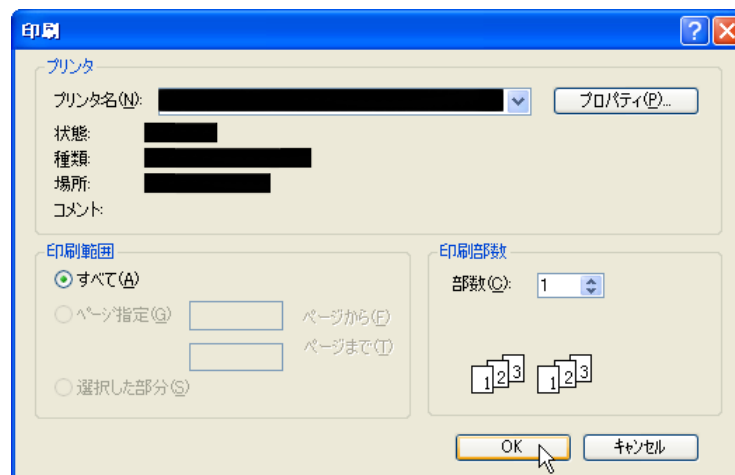 印刷
プリンタ
プリンタ名(N):
プロパティ(P)...
状態:
種類:
場所:
コメント:
印刷範囲
すべて(A)
ページ指定(G)
ページから(F)
ページまで(T)
選択した部分(S)
印刷部数
部数(C): 1
1 2 3 1 2 3
OK キャンセル